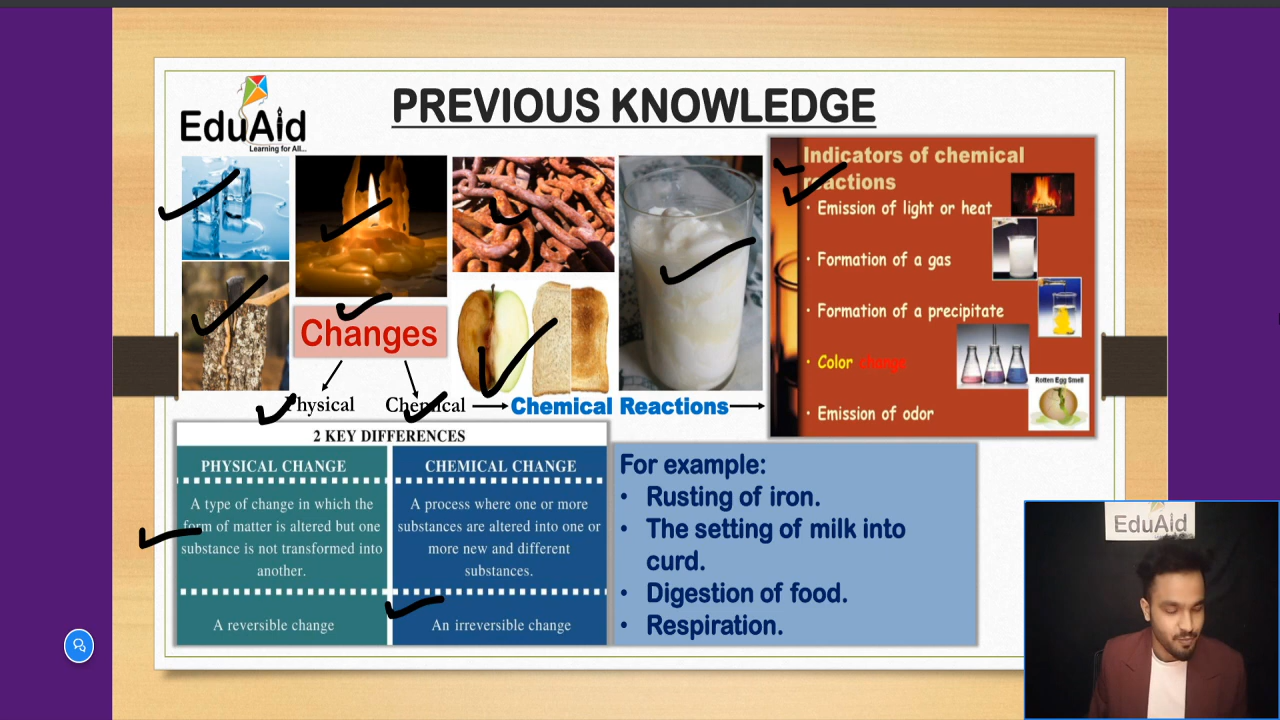 EduAid
Learning for All...
PREVIOUS KNOWLEDGE
Changes
Physical
Chemical
Chemical Reactions
Indicators of chemical
reactions
• Emission of light or heat
• Formation of a gas
• Formation of a precipitate
• Color change
• Emission of odor
Rotten Egg Smell
2 KEY DIFFERENCES
PHYSICAL CHANGE
A type of change in which the
form of matter is altered but one
substance is not transformed into
another.
A reversible change
CHEMICAL CHANGE
A process where one or more
substances are altered into one or
more new and different
substances.
An irreversible change
For example:
• Rusting of iron.
• The setting of milk into
curd.
• Digestion of food.
• Respiration.
EduAid